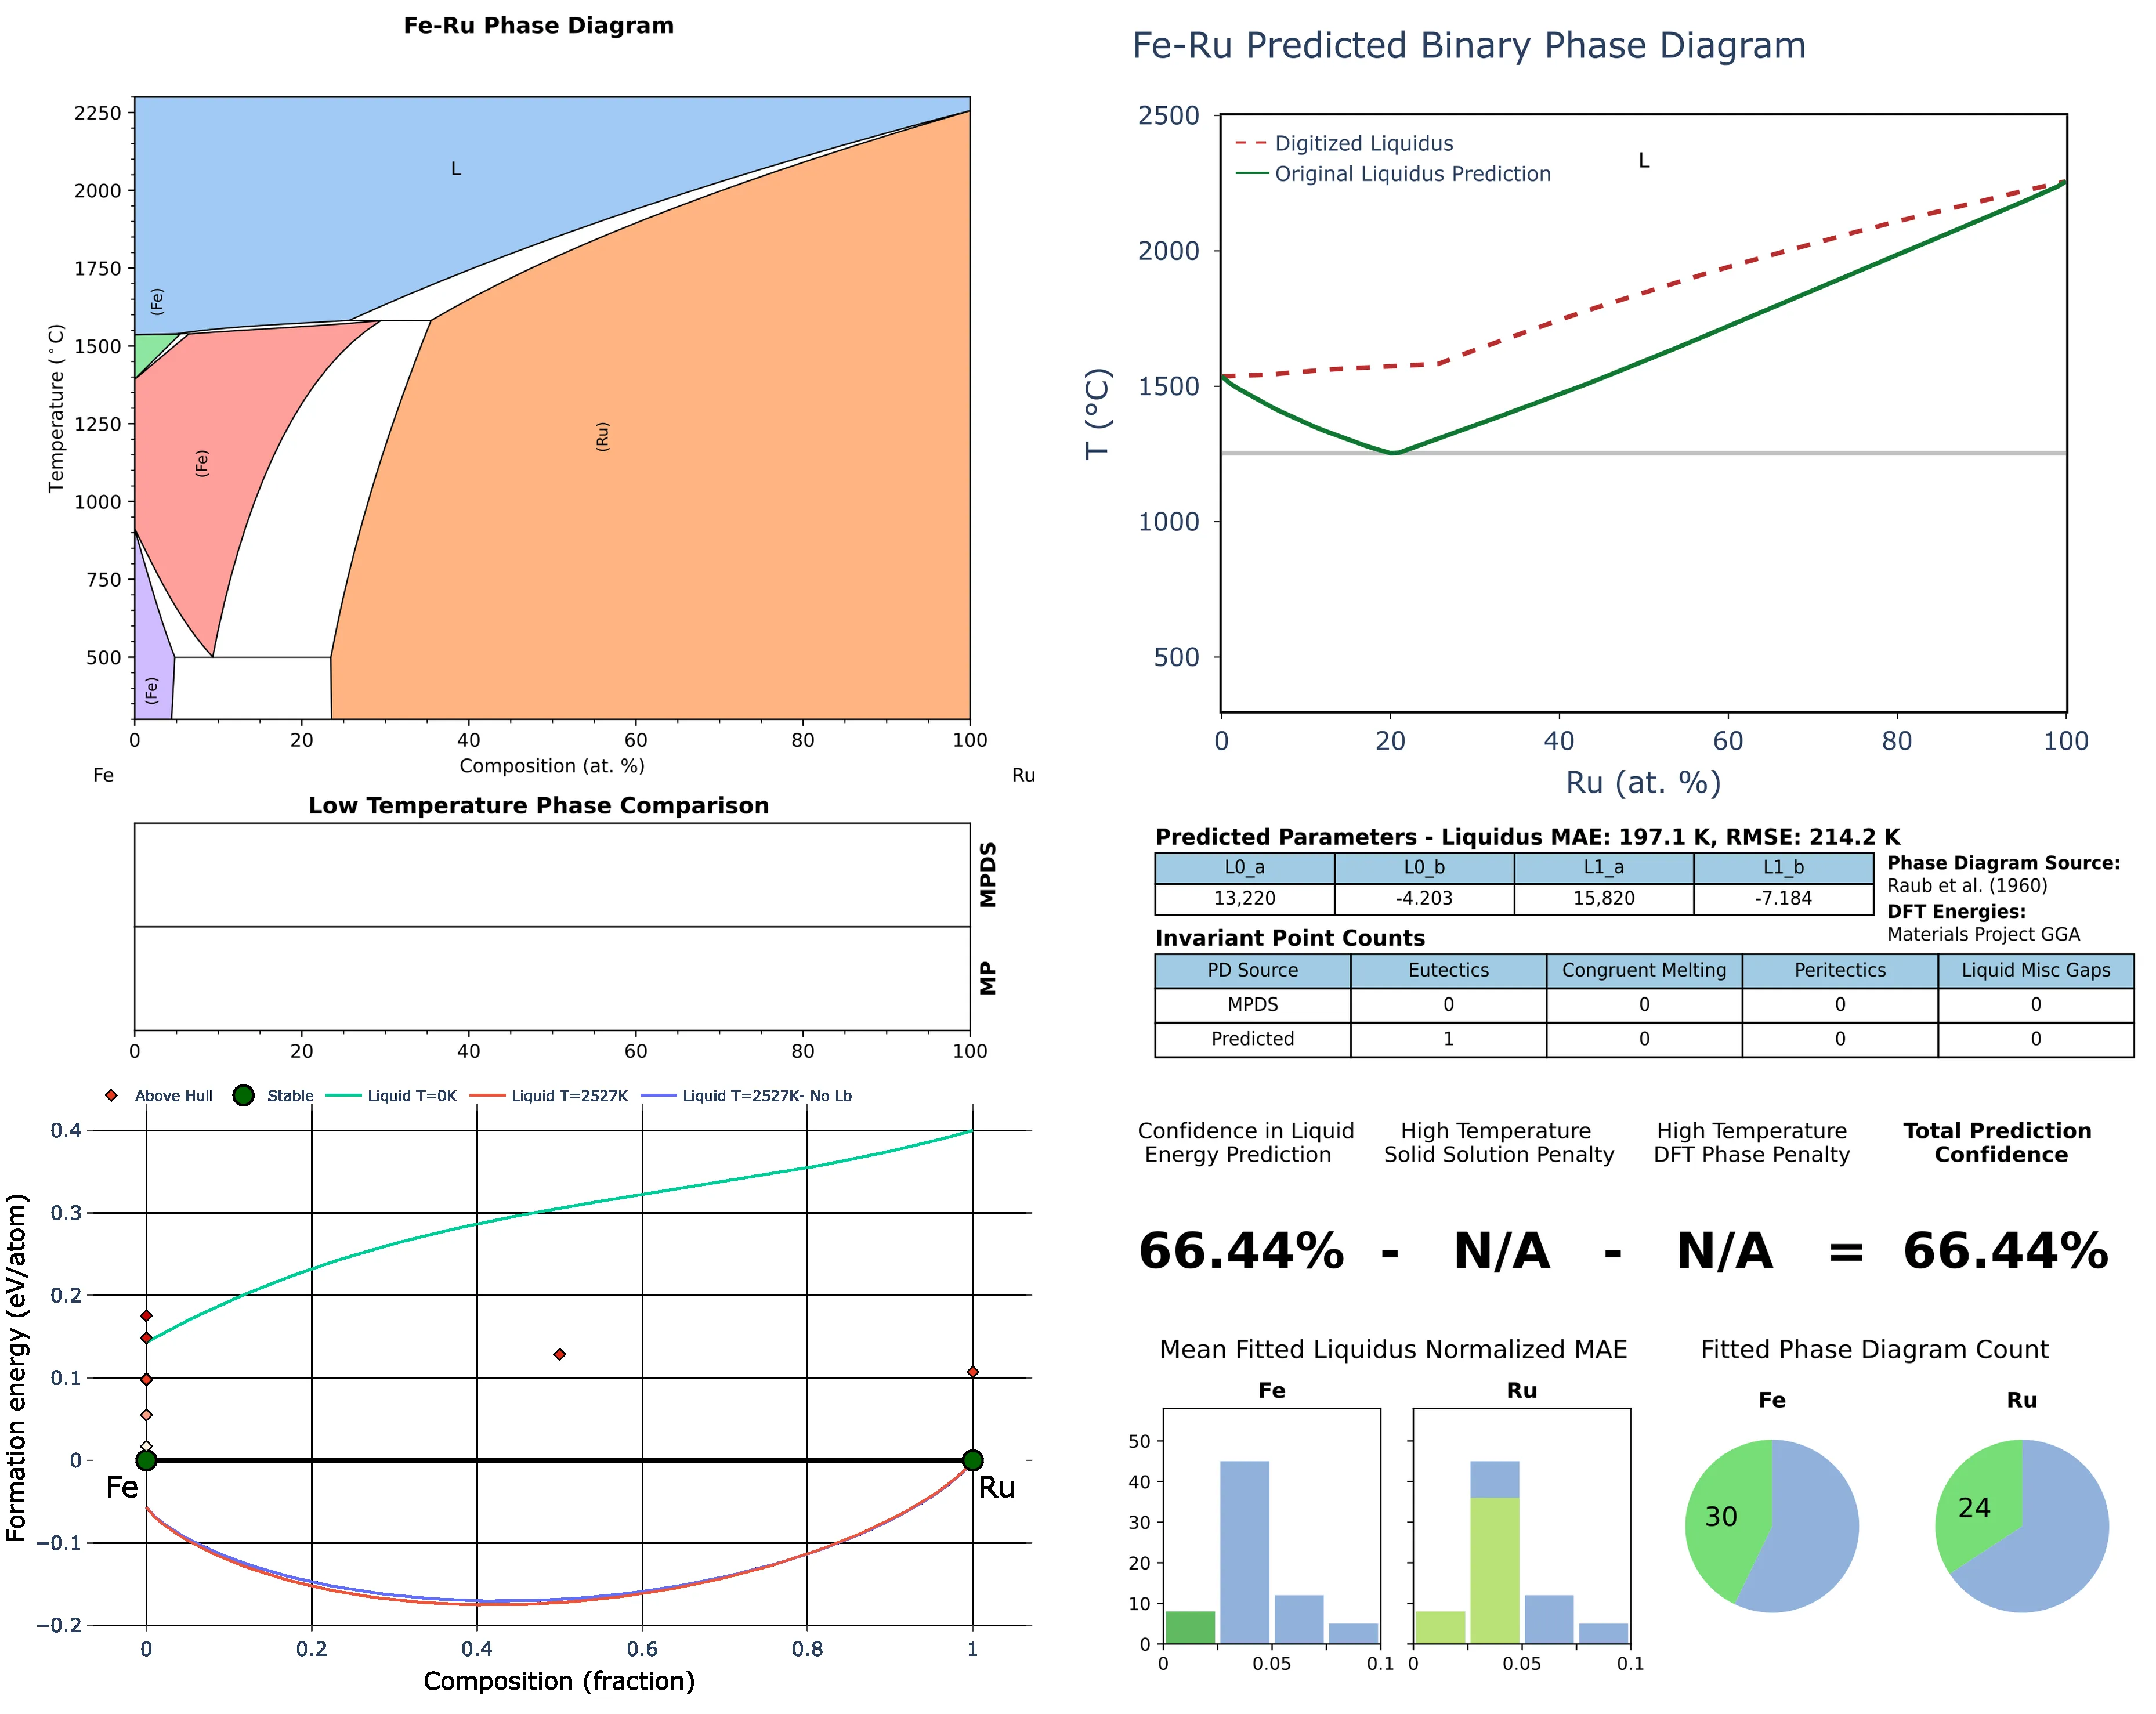 Fe-Ru Phase Diagram
2250
2000
1750
1500
1250
1000
750
500
Temperature (°C)
L
(Fe)
(Fe)
(Fe)
(Ru)
0 20 40 60 80 100
Composition (at. %)
Fe Ru
Low Temperature Phase Comparison
MPDS
MP
0 20 40 60 80 100
Above Hull Stable Liquid T=0K Liquid T=2527K Liquid T=2527K- No Lb
0.4
0.3
0.2
0.1
0
−0.1
−0.2
Formation energy (eV/atom)
Fe Ru
0 0.2 0.4 0.6 0.8 1
Composition (fraction)
Fe-Ru Predicted Binary Phase Diagram
2500
2000
1500
1000
500
T (°C)
Digitized Liquidus
Original Liquidus Prediction
L
0 20 40 60 80 100
Ru (at. %)
Predicted Parameters - Liquidus MAE: 197.1 K, RMSE: 214.2 K
L0_a L0_b L1_a L1_b
13,220 -4.203 15,820 -7.184
Phase Diagram Source:
Raub et al. (1960)
DFT Energies:
Materials Project GGA
Invariant Point Counts
PD Source Eutectics Congruent Melting Peritectics Liquid Misc Gaps
MPDS 0 0 0 0
Predicted 1 0 0 0
Confidence in Liquid
Energy Prediction
High Temperature
Solid Solution Penalty
High Temperature
DFT Phase Penalty
Total Prediction
Confidence
66.44% - N/A - N/A = 66.44%
Mean Fitted Liquidus Normalized MAE
Fe Ru
50
40
30
20
10
0
0 0.05 0.1
0 0.05 0.1
Fitted Phase Diagram Count
Fe Ru
30 24